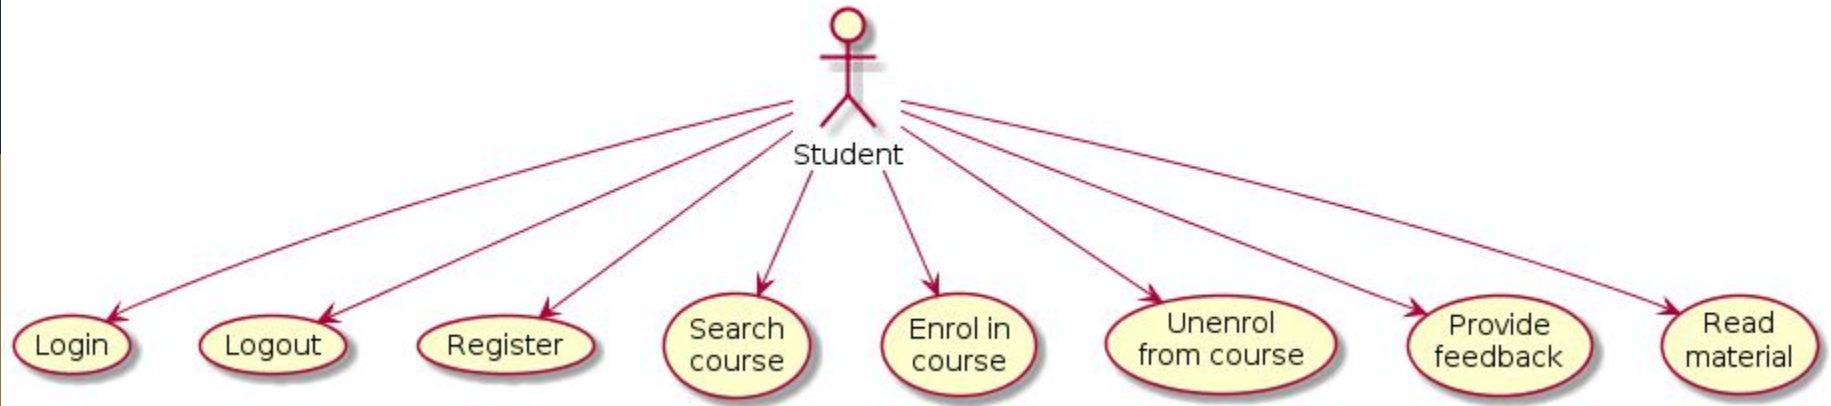 Student
Login
Logout
Register
Search
course
Enrol in
course
Unenrol
from course
Provide
feedback
Read
material